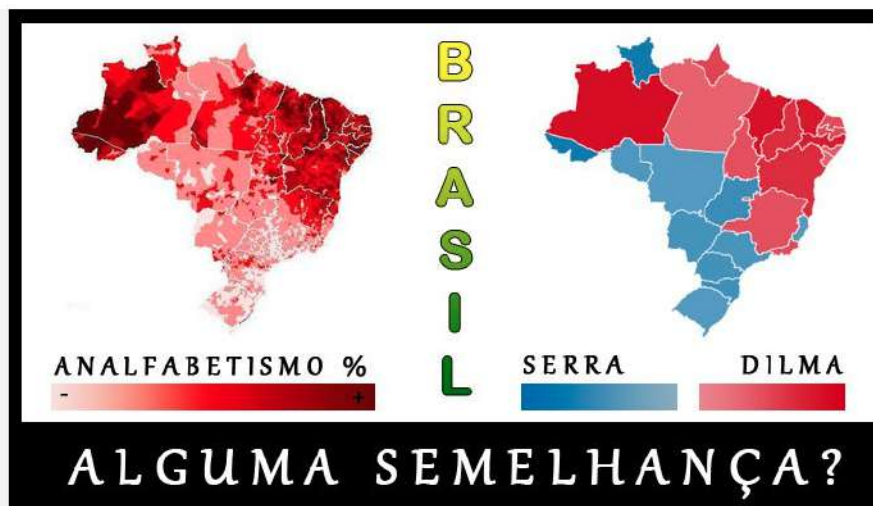 BRASIL
ANALFABETISMO %
- +
SERRA DILMA
ALGUMA SEMELHANÇA?